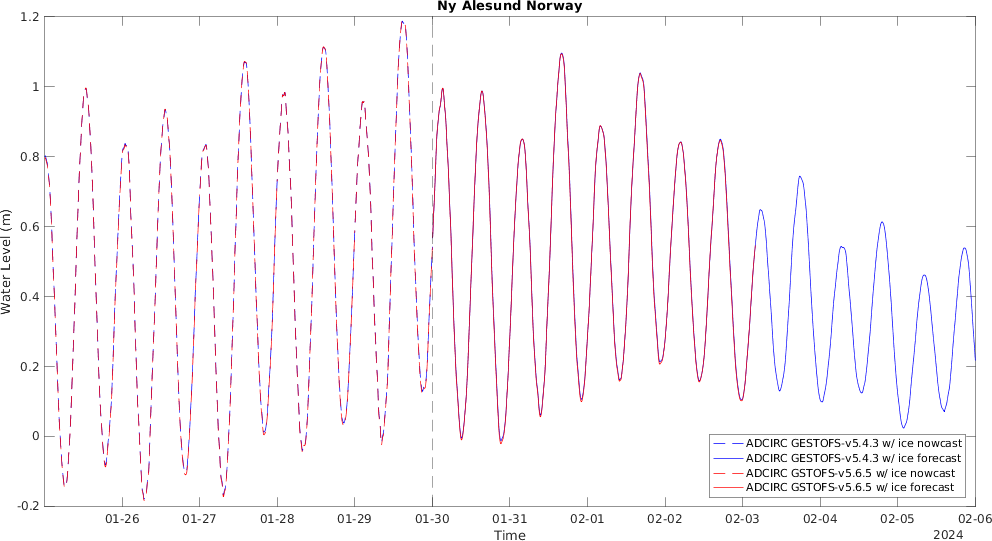 Ny Alesund Norway
Water Level (m)
1.2
1
0.8
0.6
0.4
0.2
0
-0.2
ADCIRC GESTOFS-v5.4.3 w/ ice nowcast
ADCIRC GESTOFS-v5.4.3 w/ ice forecast
ADCIRC GSTOFS-v5.6.5 w/ ice nowcast
ADCIRC GSTOFS-v5.6.5 w/ ice forecast
01-26 01-27 01-28 01-29 01-30 01-31 02-01 02-02 02-03 02-04 02-05 02-06
Time
2024